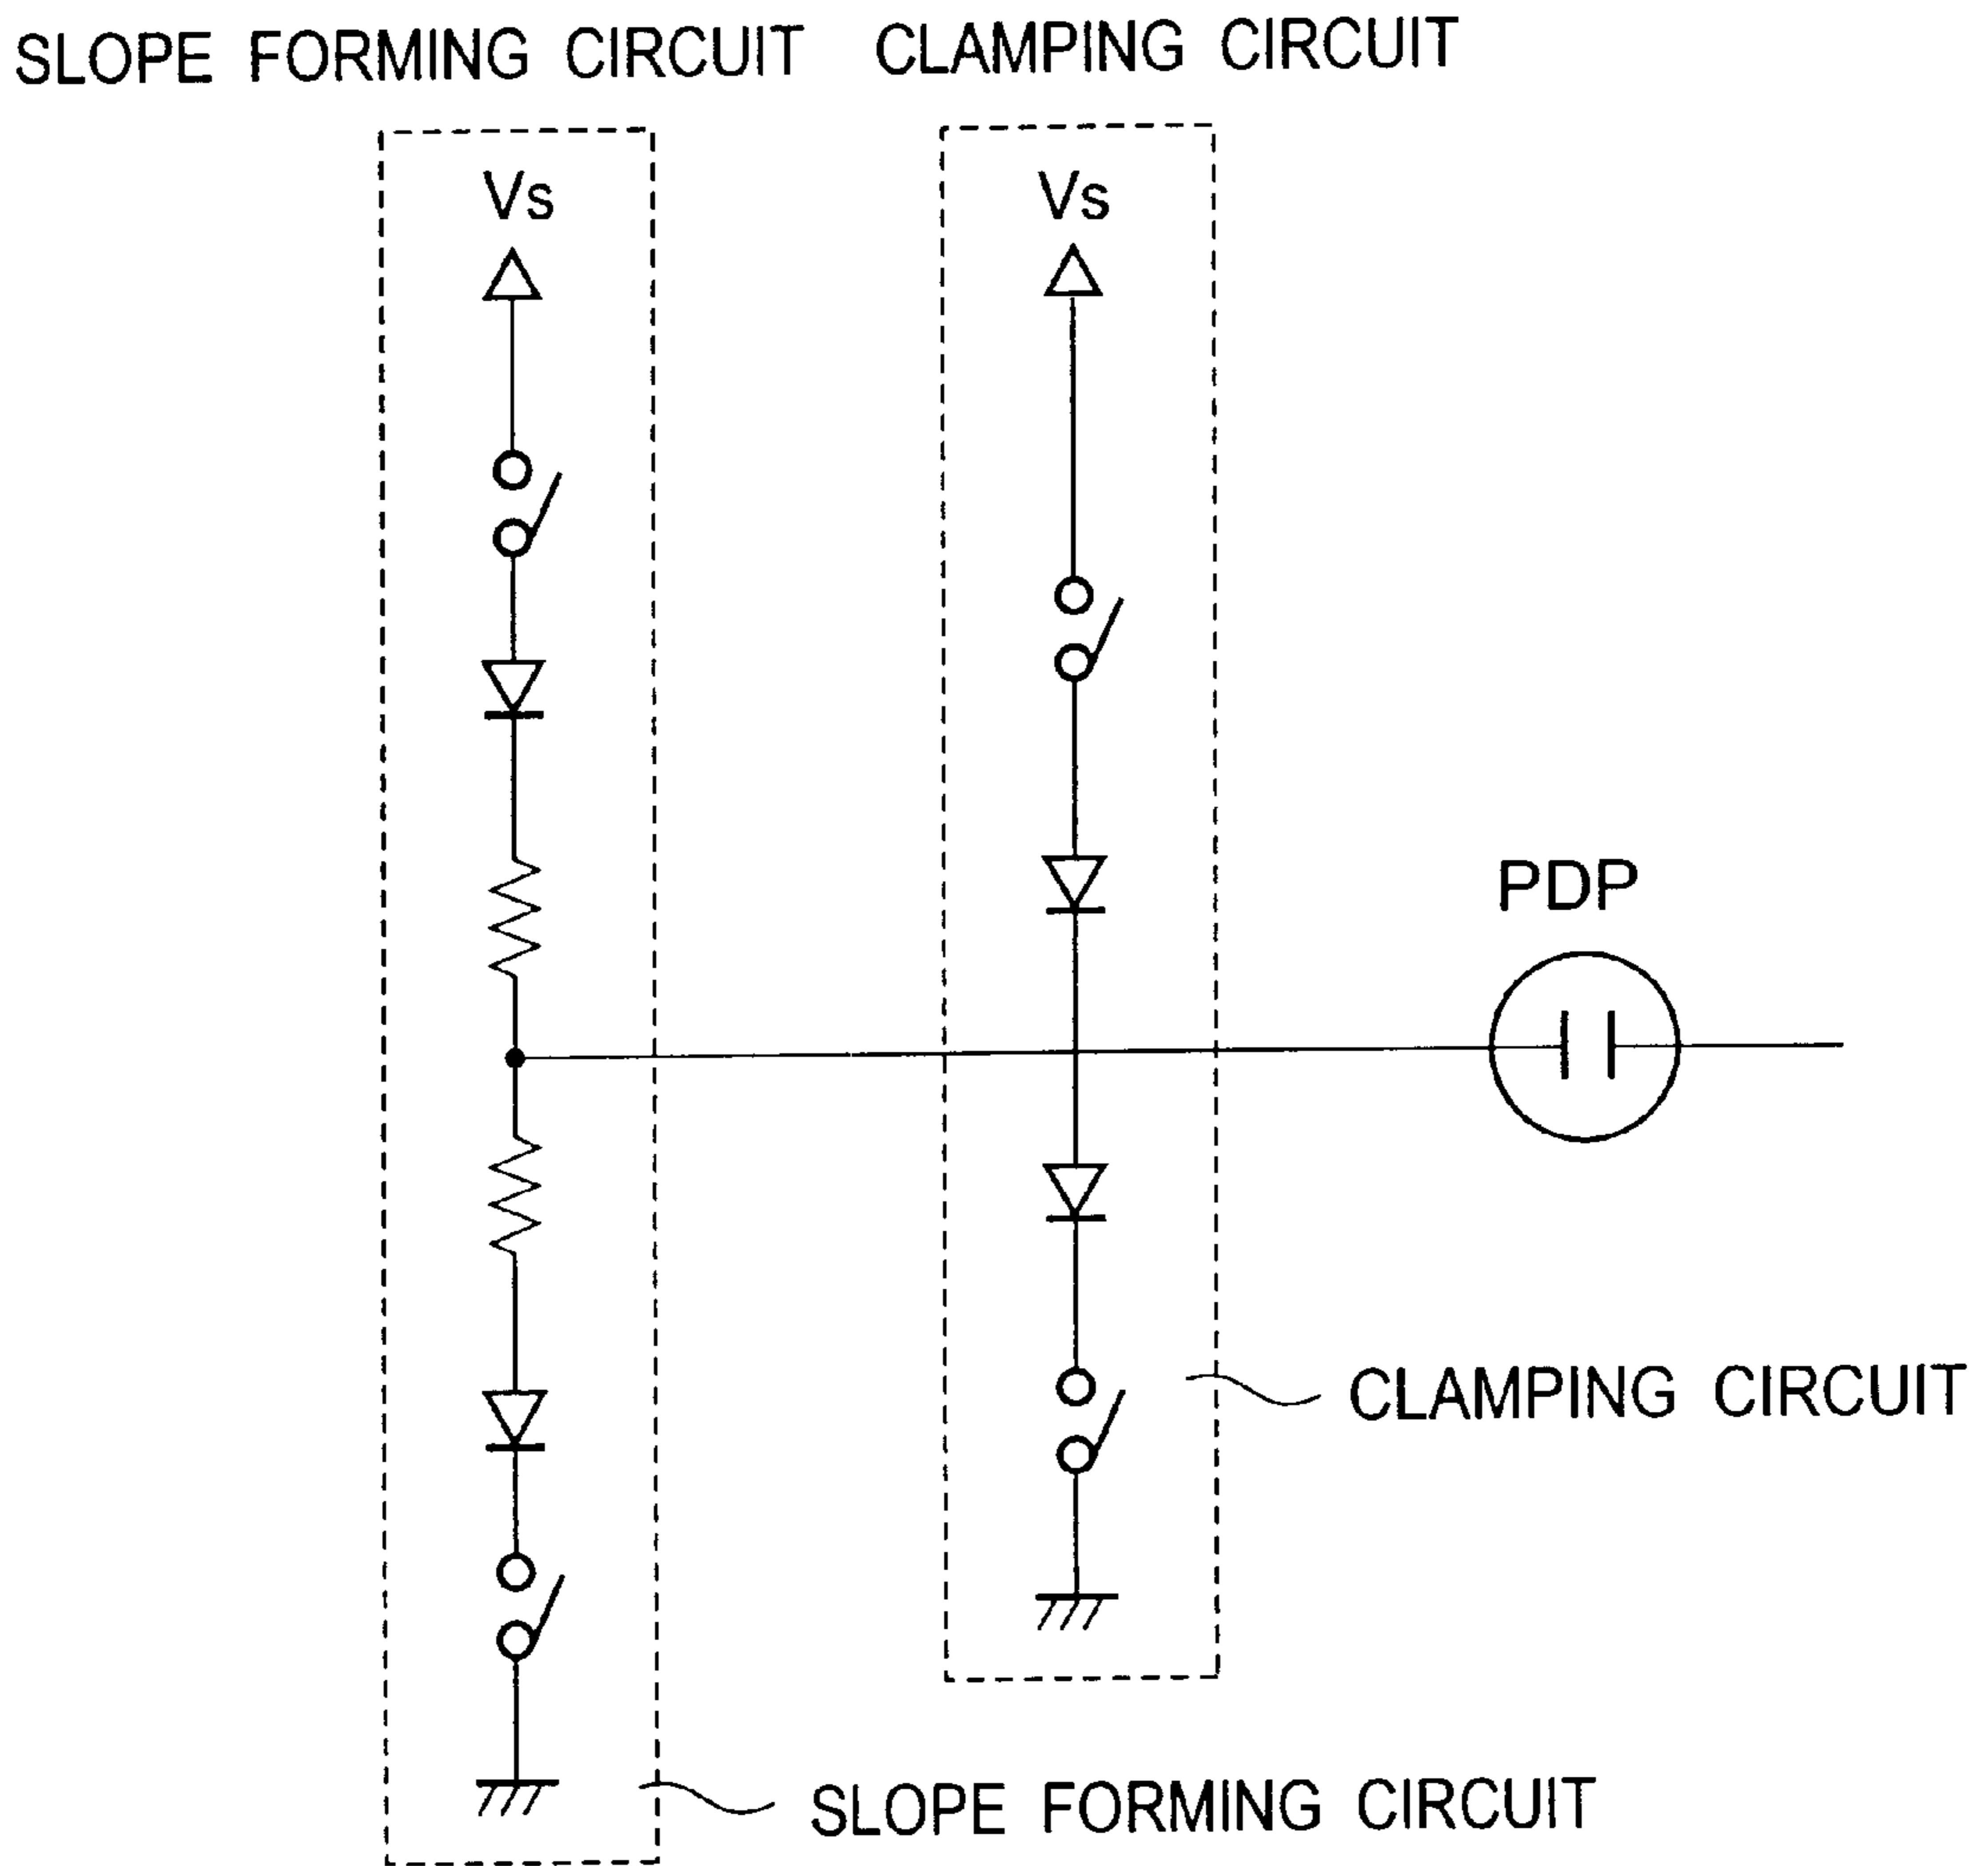 SLOPE FORMING CIRCUIT
CLAMPING CIRCUIT
Vs
Vs
PDP
CLAMPING CIRCUIT
SLOPE FORMING CIRCUIT